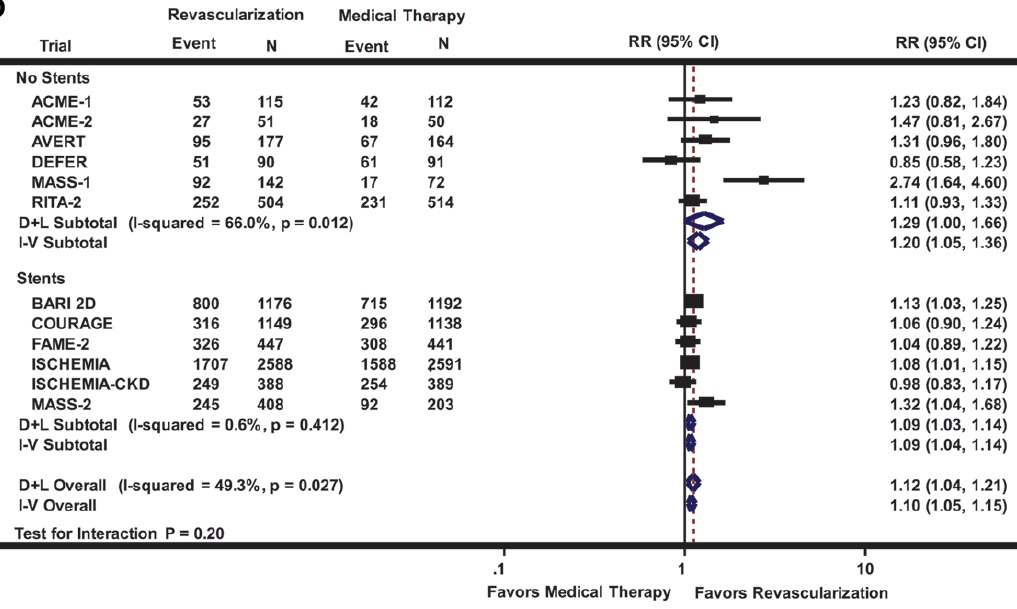 Revascularization Medical Therapy
Trial Event N Event N RR (95% CI) RR (95% CI)
No Stents
ACME-1 53 115 42 112 1.23 (0.82, 1.84)
ACME-2 27 51 18 50 1.47 (0.81, 2.67)
AVERT 95 177 67 164 1.31 (0.96, 1.80)
DEFER 51 90 61 91 0.85 (0.58, 1.23)
MASS-1 92 142 17 72 2.74 (1.64, 4.60)
RITA-2 252 504 231 514 1.11 (0.93, 1.33)
D+L Subtotal (I-squared = 66.0%, p = 0.012) 1.29 (1.00, 1.66)
I-V Subtotal 1.20 (1.05, 1.36)
Stents
BARI 2D 800 1176 715 1192 1.13 (1.03, 1.25)
COURAGE 316 1149 296 1138 1.06 (0.90, 1.24)
FAME-2 326 447 308 441 1.04 (0.89, 1.22)
ISCHEMIA 1707 2588 1588 2591 1.08 (1.01, 1.15)
ISCHEMIA-CKD 249 388 254 389 0.98 (0.83, 1.17)
MASS-2 245 408 92 203 1.32 (1.04, 1.68)
D+L Subtotal (I-squared = 0.6%, p = 0.412) 1.09 (1.03, 1.14)
I-V Subtotal 1.09 (1.04, 1.14)
D+L Overall (I-squared = 49.3%, p = 0.027) 1.12 (1.04, 1.21)
I-V Overall 1.10 (1.05, 1.15)
Test for Interaction P = 0.20
.1 1 10
Favors Medical Therapy Favors Revascularization